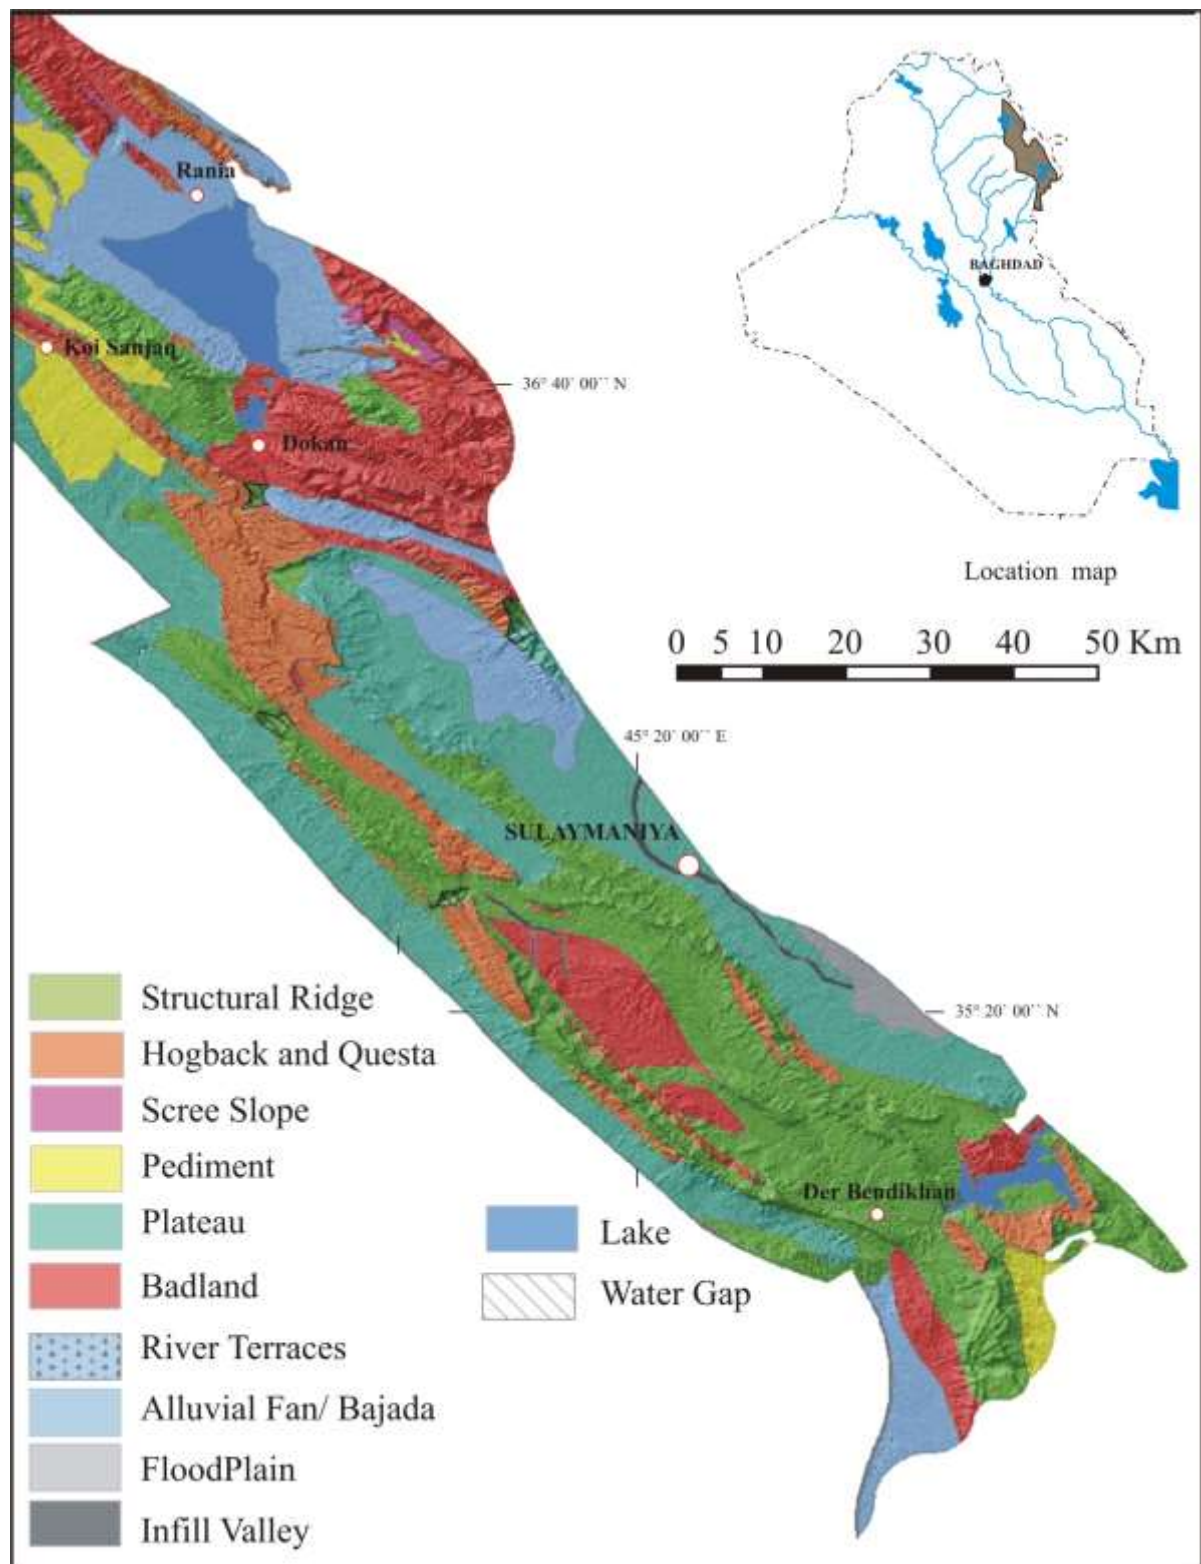 Rania
BAGHDAD
Koi Sanjaq
36° 40` 00`` N
Dokan
Location map
0 5 10 20 30 40 50 Km
45° 20` 00`` E
SULAYMANIYA
35° 20` 00`` N
Der Bendikhan
Structural Ridge
Hogback and Questa
Scree Slope
Pediment
Plateau
Badland
River Terraces
Alluvial Fan/ Bajada
FloodPlain
Infill Valley
Lake
Water Gap